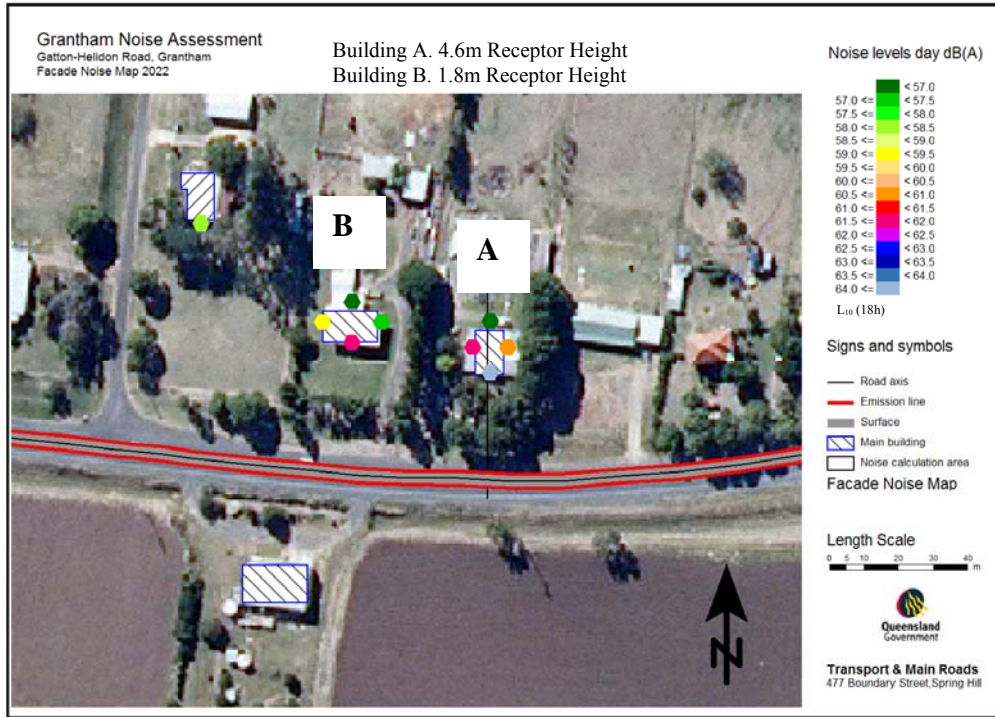 Grantham Noise Assessment
Gatton-Helidon Road, Grantham
Facade Noise Map 2022
Building A. 4.6m Receptor Height
Building B. 1.8m Receptor Height
B
A
N
Noise levels day dB(A)
< 57.0
57.0 <= < 57.5
57.5 <= < 58.0
58.0 <= < 58.5
58.5 <= < 59.0
59.0 <= < 59.5
59.5 <= < 60.0
60.0 <= < 60.5
60.5 <= < 61.0
61.0 <= < 61.5
61.5 <= < 62.0
62.0 <= < 62.5
62.5 <= < 63.0
63.0 <= < 63.5
63.5 <= < 64.0
64.0 <=
L10 (18h)
Signs and symbols
Road axis
Emission line
Surface
Main building
Noise calculation area
Facade Noise Map
Length Scale
0 5 10 20 30 40
m
Queensland
Government
Transport & Main Roads
477 Boundary Street,Spring Hill